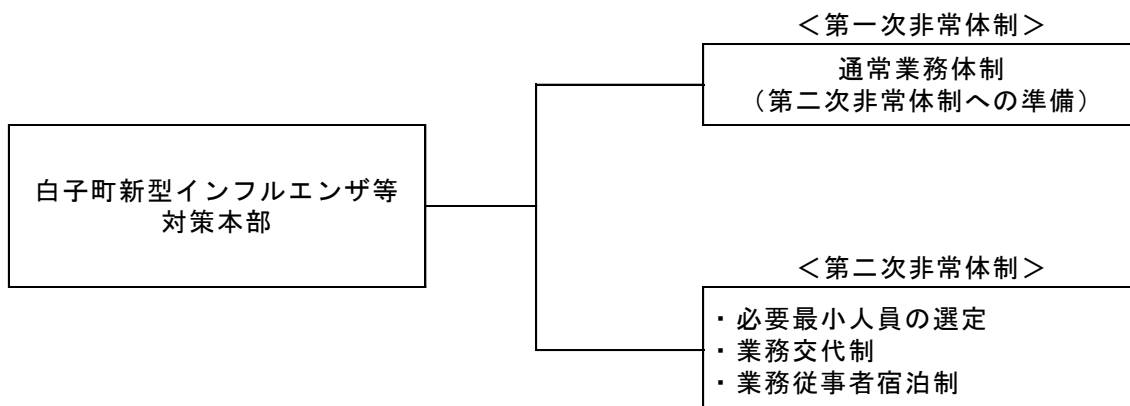 ＜第一次非常体制＞
通常業務体制
（第二次非常体制への準備）
白子町新型インフルエンザ等
対策本部
＜第二次非常体制＞
・必要最小人員の選定
・業務交代制
・業務従事者宿泊制